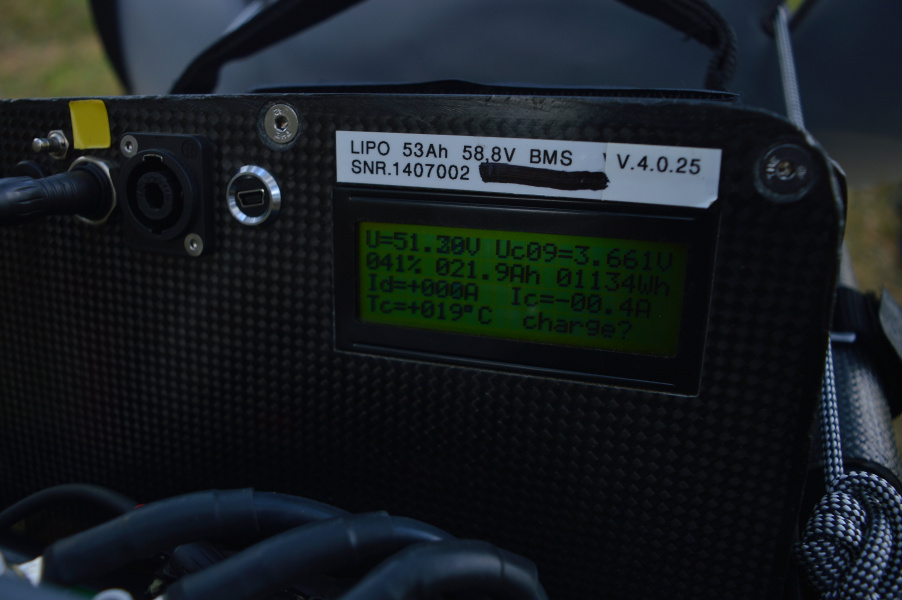 LIPO 53Ah 58,8V BMS V.4.0.25
SNR.1407002
U=51.30V Uc09=3.661V
041% 021.9Ah 01134Wh
Id=+000A Ic=-00.4A
Tc=+019°C charge?